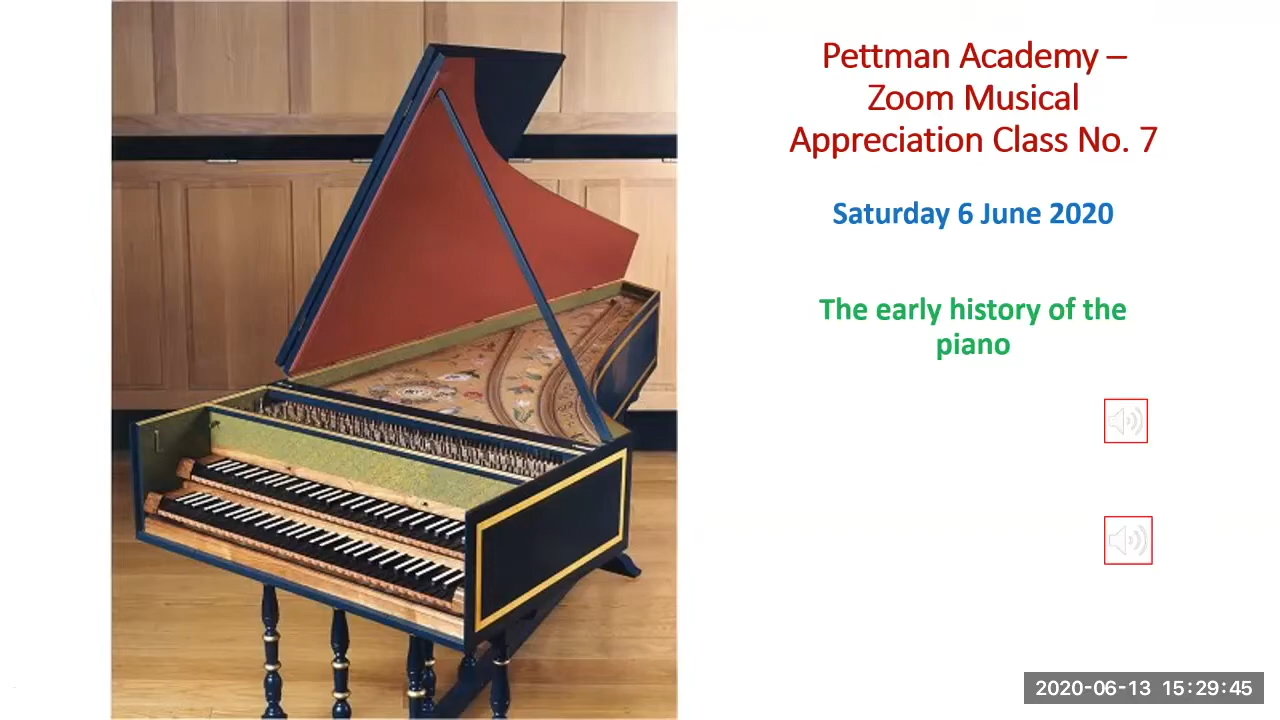 Pettman Academy –
Zoom Musical
Appreciation Class No. 7
Saturday 6 June 2020
The early history of the
piano
2020-06-13 15:29:45